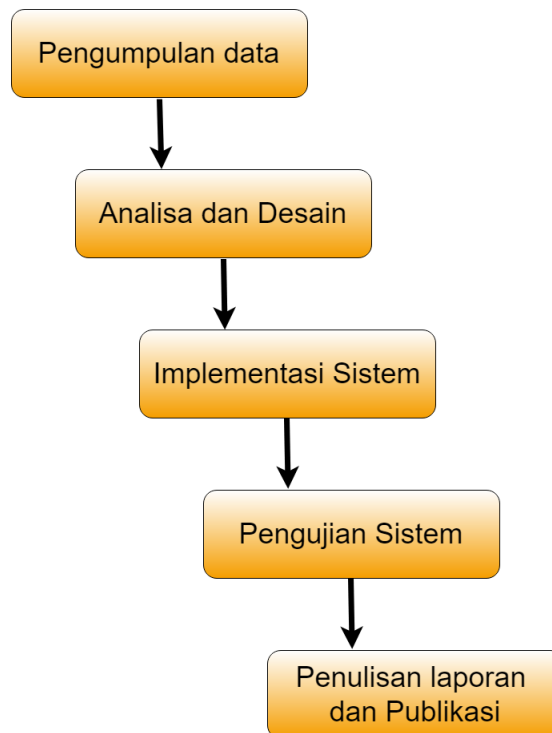 Pengumpulan data
Analisa dan Desain
Implementasi Sistem
Pengujian Sistem
Penulisan laporan
dan Publikasi